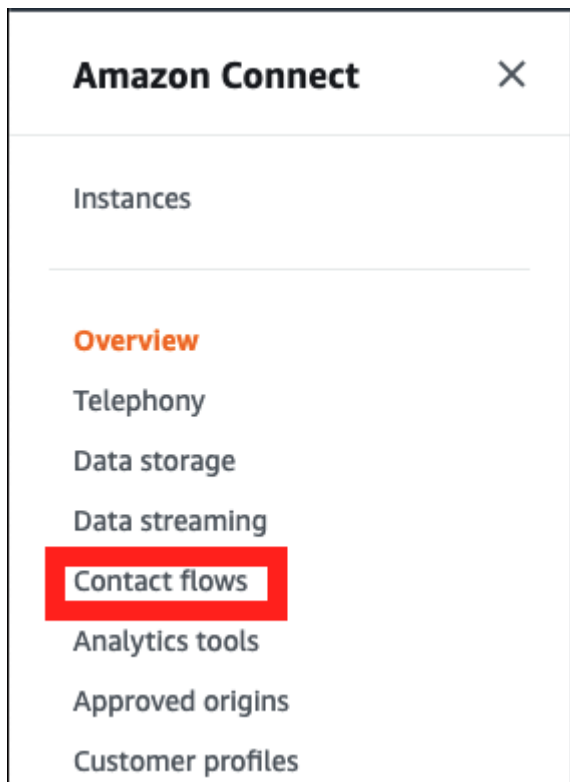 Amazon Connect
Instances
Overview
Telephony
Data storage
Data streaming
Contact flows
Analytics tools
Approved origins
Customer profiles